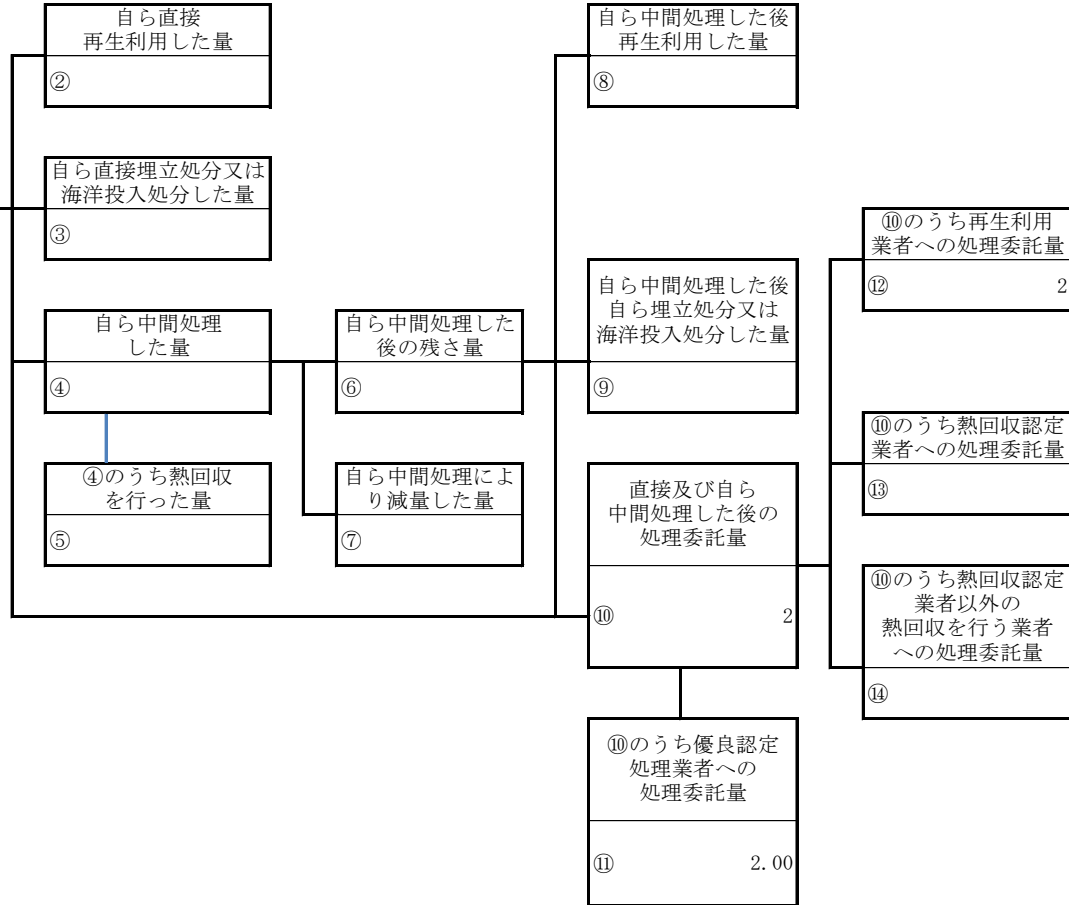 自ら直接
再生利用した量
②
自ら直接埋立処分又は
海洋投入処分した量
③
自ら中間処理
した量
④
④のうち熱回収
を行った量
⑤
自ら中間処理した
後の残さ量
⑥
自ら中間処理によ
り減量した量
⑦
自ら中間処理した後
再生利用した量
⑧
自ら中間処理した後
自ら埋立処分又は
海洋投入処分した量
⑨
直接及び自ら
中間処理した後の
処理委託量
⑩ 2
⑩のうち優良認定
処理業者への
処理委託量
⑪ 2.00
⑩のうち再生利用
業者への処理委託量
⑫ 2
⑩のうち熱回収認定
業者への処理委託量
⑬
⑩のうち熱回収認定
業者以外の
熱回収を行う業者
への処理委託量
⑭